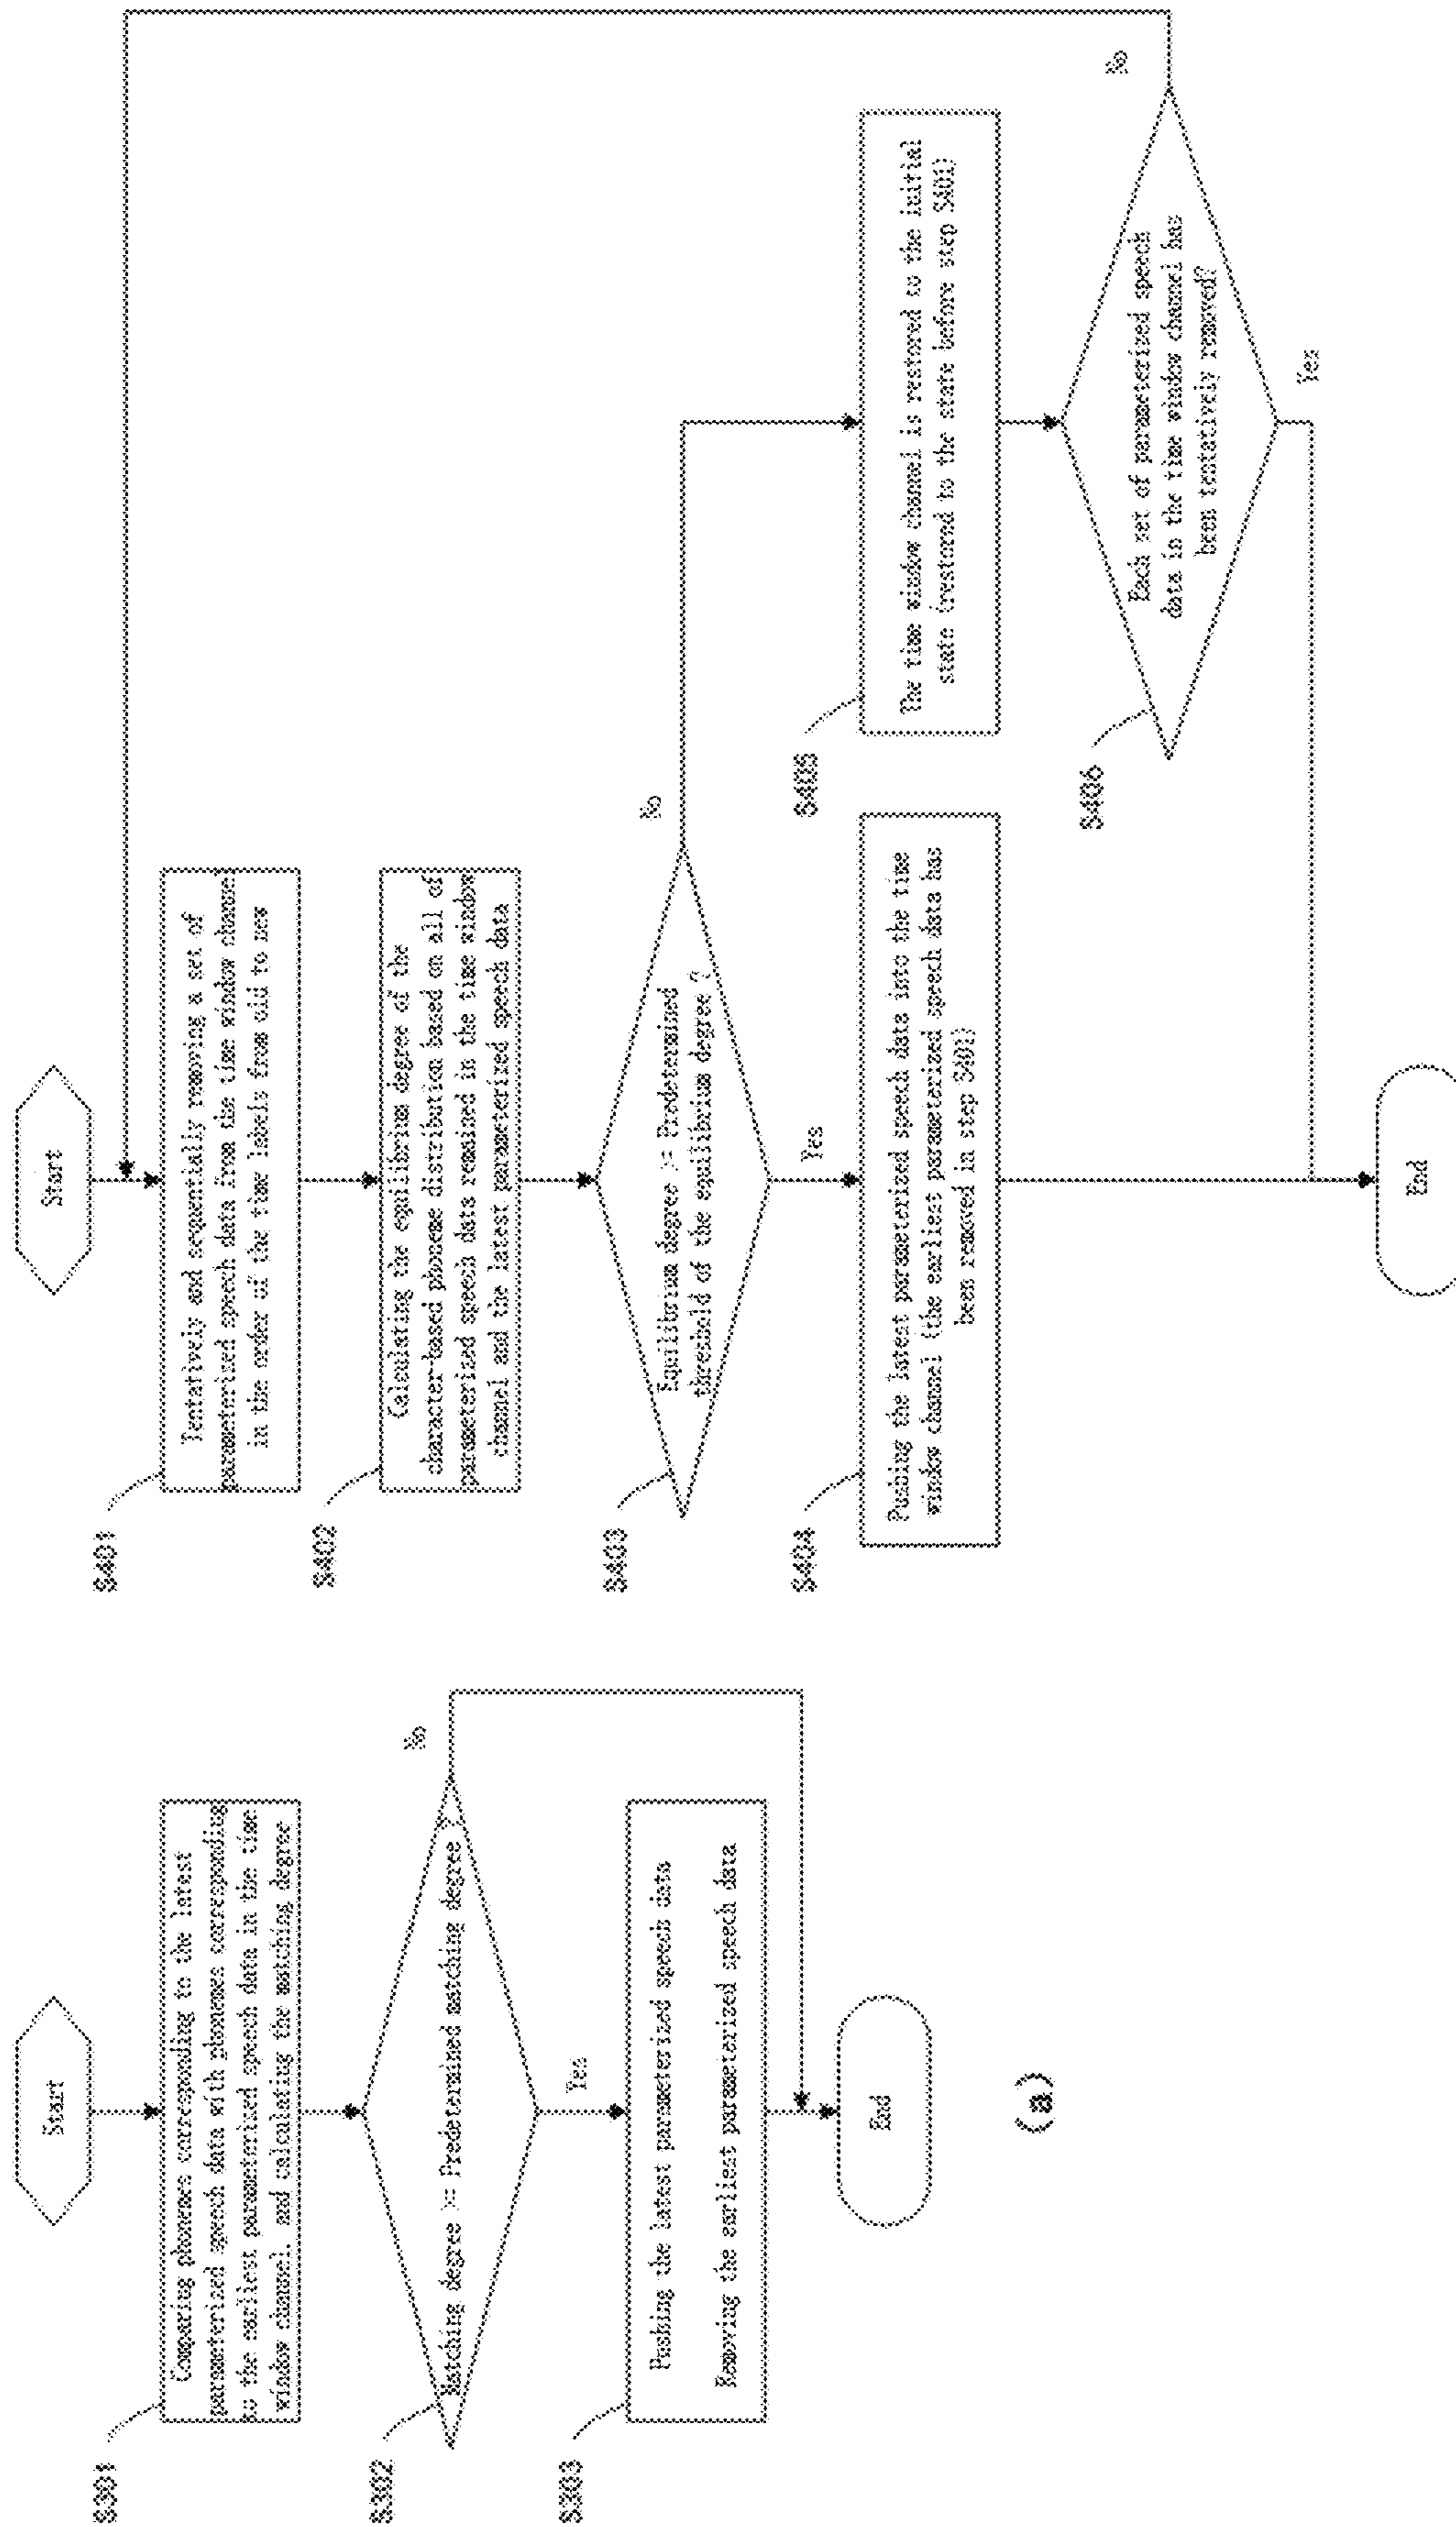 Start
S301
Comparing phonemes corresponding to the latest
parameterized speech data with phonemes corresponding
to the earliest parameterized speech data in the time
window channel, and calculating the matching degree
S302
Matching degree >= Predetermined matching degree ?
No
Yes
S303
Pushing the latest parameterized speech data
Removing the earliest parameterized speech data
End
(a)
Start
S401
Tentatively and sequentially removing a set of
parameterized speech data from the time window channel
in the order of the time labels from old to new
S402
Calculating the equilibrium degree of the
character-based phoneme distribution based on all of
parameterized speech data remained in the time window
channel and the latest parameterized speech data
S403
Equilibrium degree >= Predetermined
threshold of the equilibrium degree ?
No
Yes
S404
Pushing the latest parameterized speech data into the time
window channel (the earliest parameterized speech data has
been removed in step S401)
S405
The time window channel is restored to the initial
state (restored to the state before step S401)
S406
Each set of parameterized speech
data in the time window channel has
been tentatively removed?
No
Yes
End